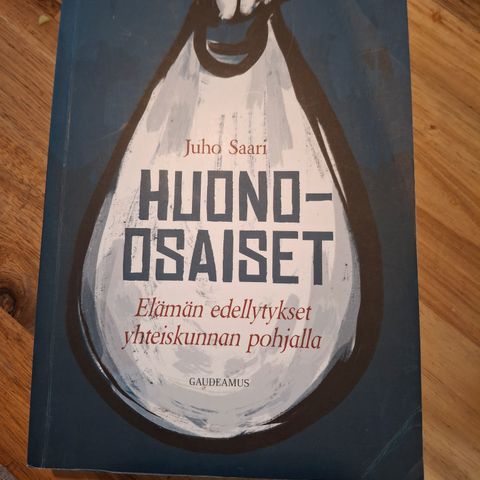 Juho Saari
HUONO-
OSAISET
Elämän edellytykset
yhteiskunnan pohjalla
GAUDEAMUS